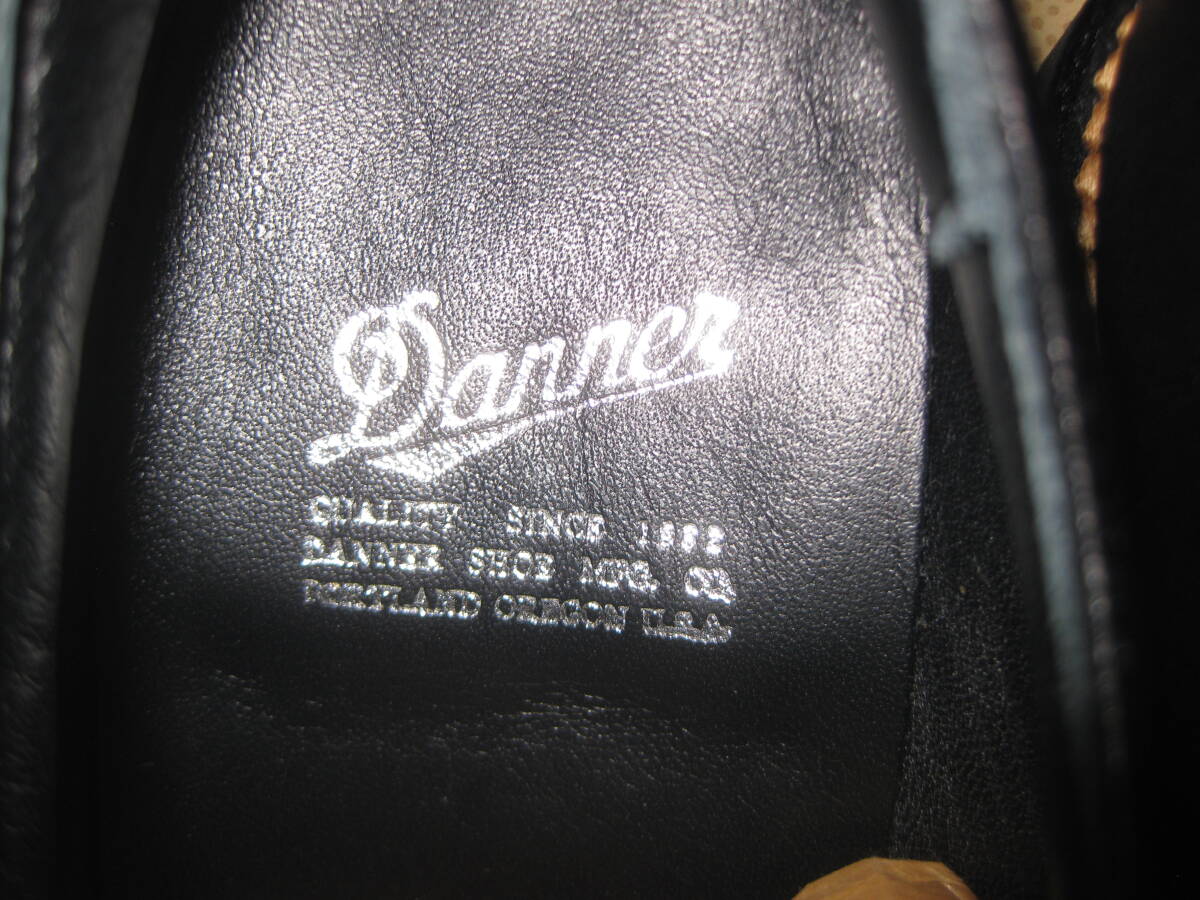 Danner
QUALITY SINCE 1932
DANNER SHOE MFG. CO.
PORTLAND OREGON U.S.A.